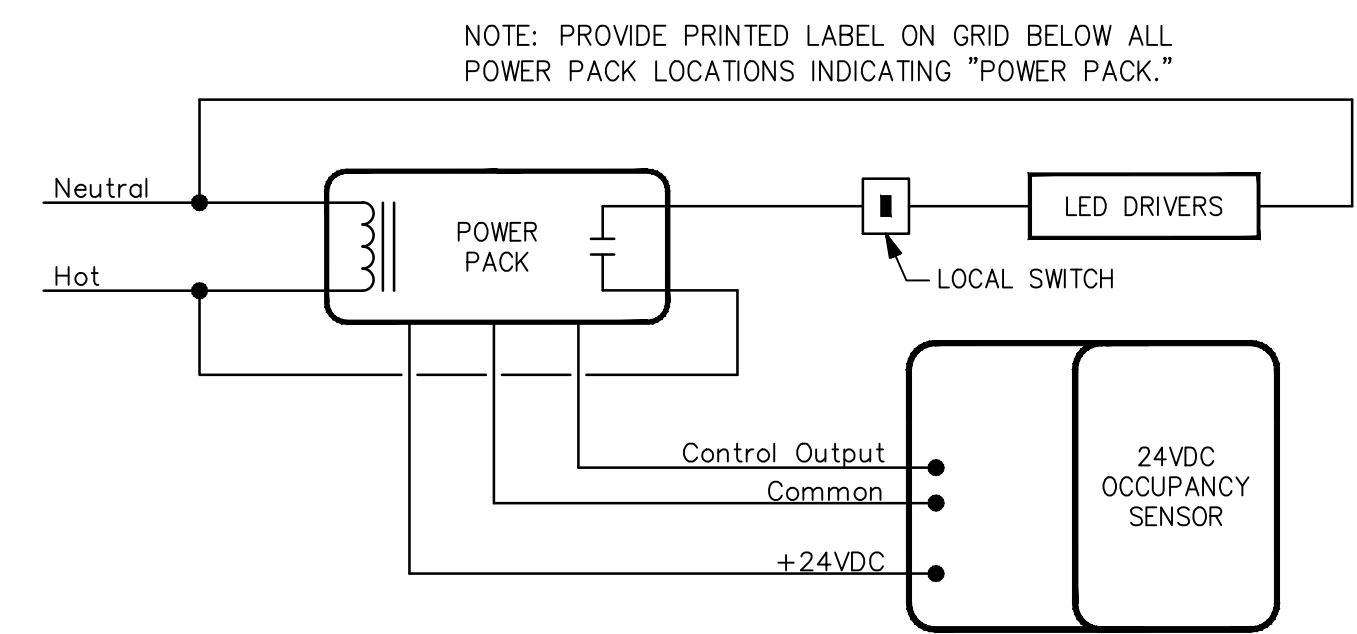 NOTE: PROVIDE PRINTED LABEL ON GRID BELOW ALL
POWER PACK LOCATIONS INDICATING "POWER PACK."
Neutral
Hot
POWER
PACK
LED DRIVERS
LOCAL SWITCH
Control Output
Common
+24VDC
24VDC
OCCUPANCY
SENSOR